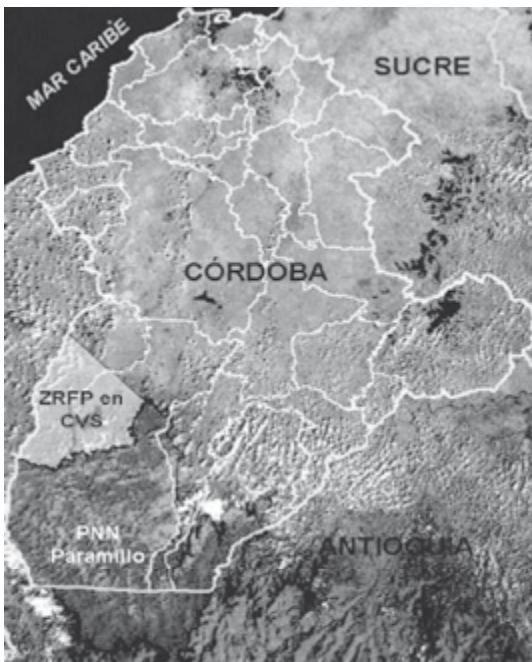 MAR CARIBE
SUCRE
CÓRDOBA
ZRFP en
CVS
PNN
Paramillo
ANTIOQUIA